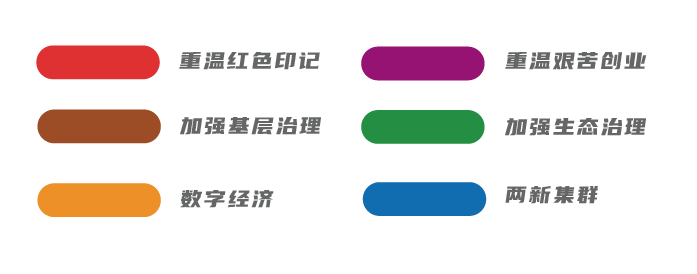 重温红色印记
重温艰苦创业
加强基层治理
加强生态治理
数字经济
两新集群